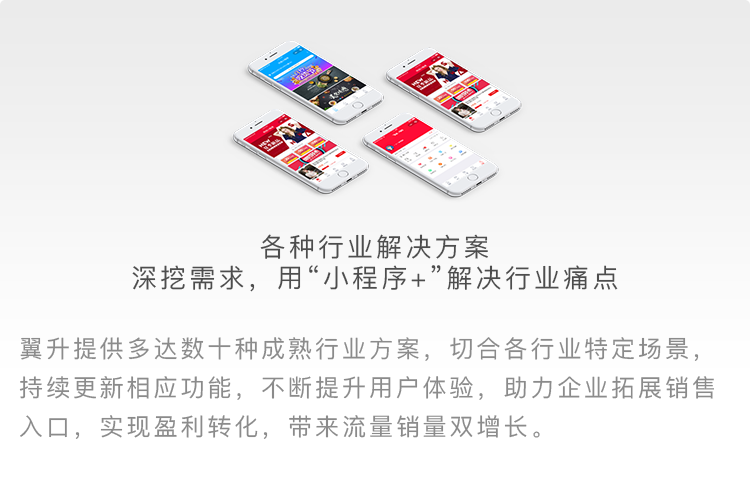 各种行业解决方案
深挖需求，用“小程序+”解决行业痛点
翼升提供多达数十种成熟行业方案，切合各行业特定场景，
持续更新相应功能，不断提升用户体验，助力企业拓展销售
入口，实现盈利转化，带来流量销量双增长。